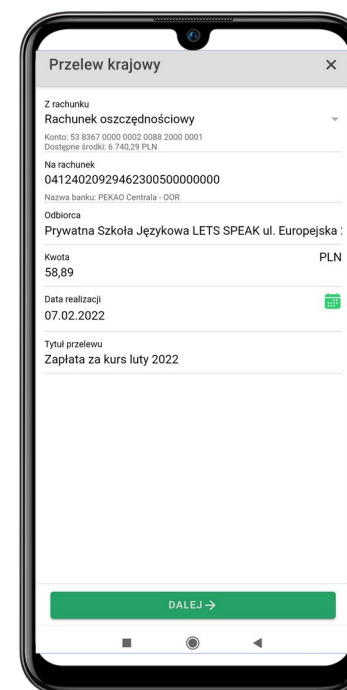 Przelew krajowy ×
Z rachunku
Rachunek oszczędnościowy
Konto: 53 8367 0000 0002 0088 2000 0001
Dostępne środki: 6 740,29 PLN
Na rachunek
04124020929462300500000000
Nazwa banku: PEKAO Centrala - OOR
Odbiorca
Prywatna Szkoła Językowa LETS SPEAK ul. Europejska
Kwota PLN
58,89
Data realizacji
07.02.2022
Tytuł przelewu
Zapłata za kurs luty 2022
DALEJ →